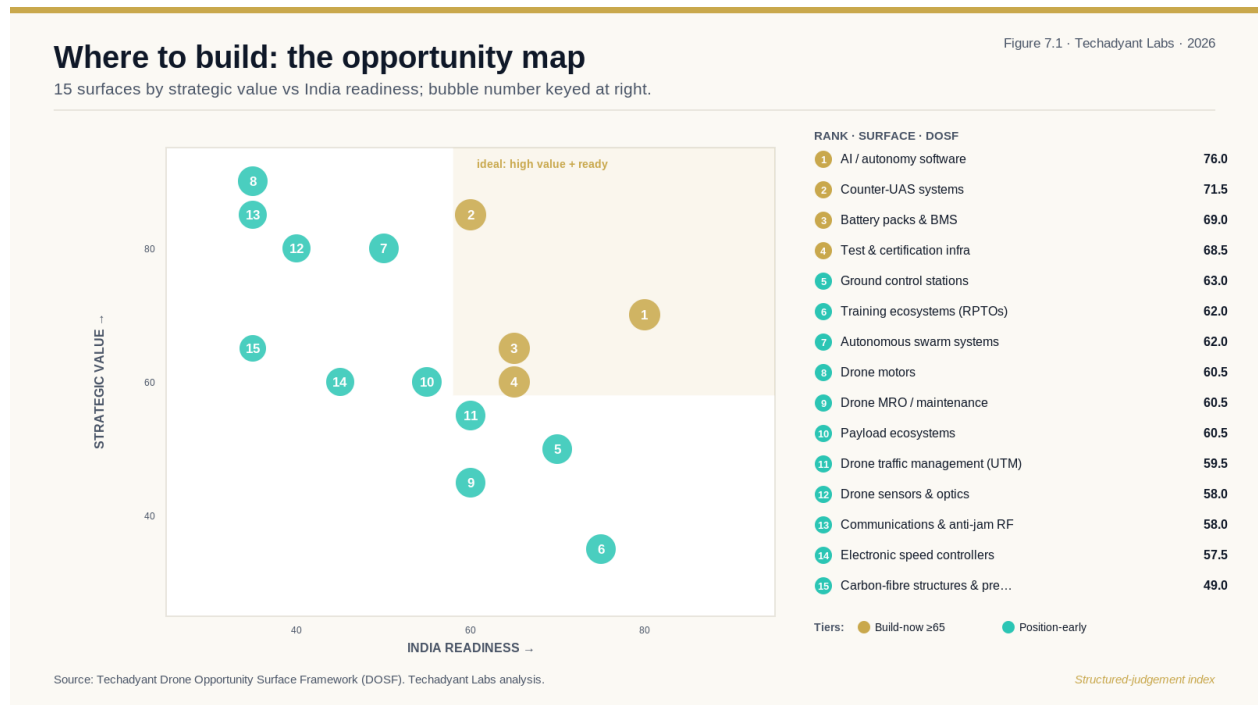 Where to build: the opportunity map
Figure 7.1 · Techadyant Labs · 2026
15 surfaces by strategic value vs India readiness; bubble number keyed at right.
ideal: high value + ready
8
13
2
12
7
80
1
15
3
14
10
4
60
11
5
9
40
6
40
60
80
STRATEGIC VALUE →
INDIA READINESS →
RANK · SURFACE · DOSF
1 AI / autonomy software 76.0
2 Counter-UAS systems 71.5
3 Battery packs & BMS 69.0
4 Test & certification infra 68.5
5 Ground control stations 63.0
6 Training ecosystems (RPTOs) 62.0
7 Autonomous swarm systems 62.0
8 Drone motors 60.5
9 Drone MRO / maintenance 60.5
10 Payload ecosystems 60.5
11 Drone traffic management (UTM) 59.5
12 Drone sensors & optics 58.0
13 Communications & anti-jam RF 58.0
14 Electronic speed controllers 57.5
15 Carbon-fibre structures & pre… 49.0
Tiers: Build-now ≥65 Position-early
Source: Techadyant Drone Opportunity Surface Framework (DOSF). Techadyant Labs analysis.
Structured-judgement index